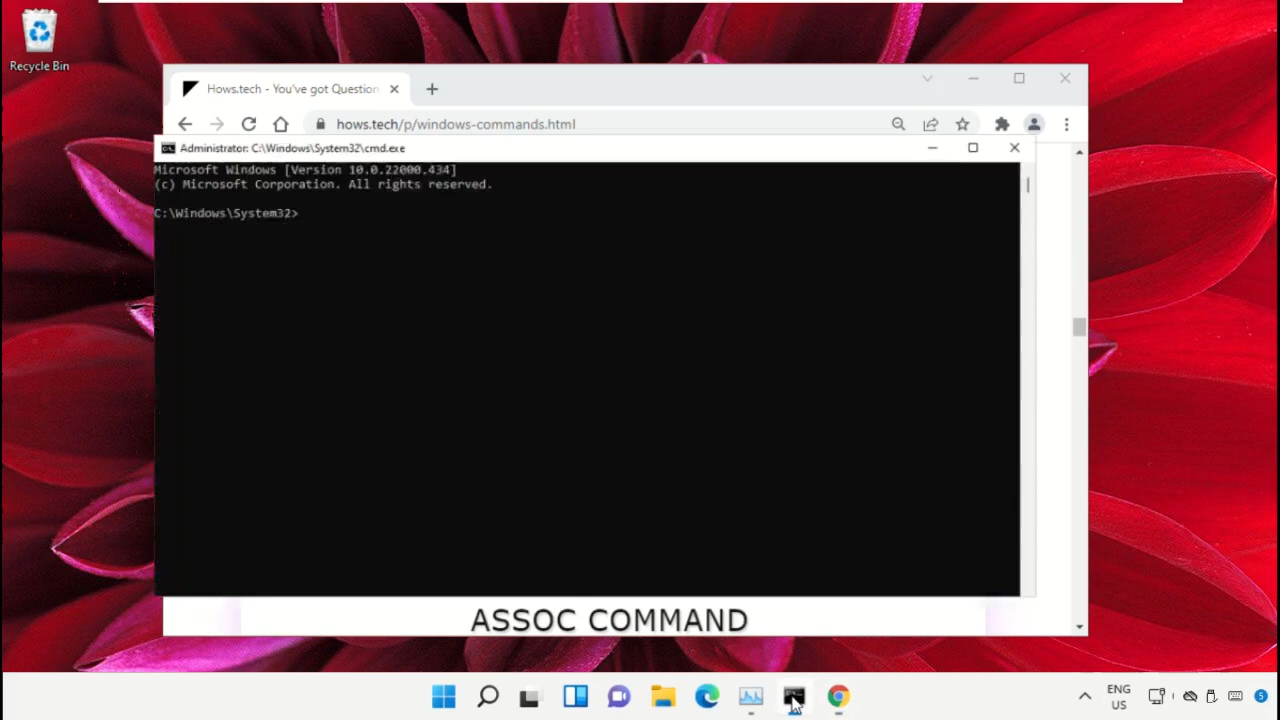 Recycle Bin
Hows.tech - You've got Question
hows.tech/p/windows-commands.html
Administrator: C:\Windows\System32\cmd.exe
Microsoft Windows [Version 10.0.22000.434]
(c) Microsoft Corporation. All rights reserved.
C:\Windows\System32>
ASSOC COMMAND
ENG
US
5